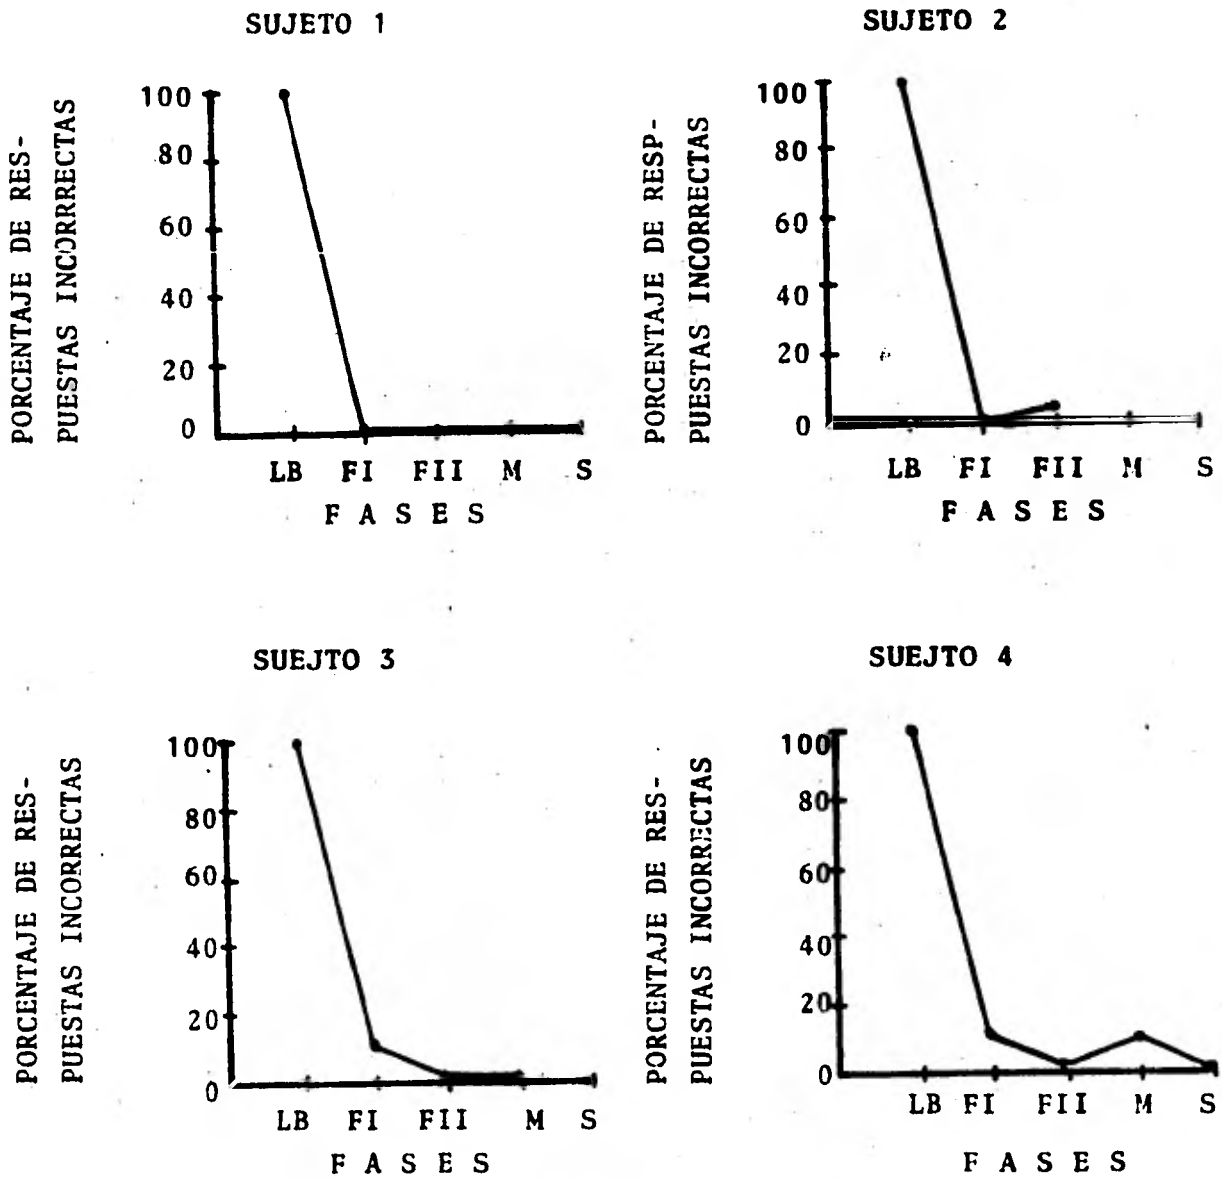 SUJETO 1
PORCENTAJE DE RES-
PUESTAS INCORRRECTAS
100
80
60
40
20
0
LB FI FII M S
F A S E S
SUJETO 2
PORCENTAJE DE RESP-
PUESTAS INCORRECTAS
100
80
60
40
20
0
LB FI FII M S
F A S E S
SUEJTO 3
PORCENTAJE DE RES-
PUESTAS INCORRECTAS
100
80
60
40
20
0
LB FI FII M S
F A S E S
SUEJTO 4
PORCENTAJE DE RES-
PUESTAS INCORRECTAS
100
80
60
40
20
0
LB FI FII M S
F A S E S